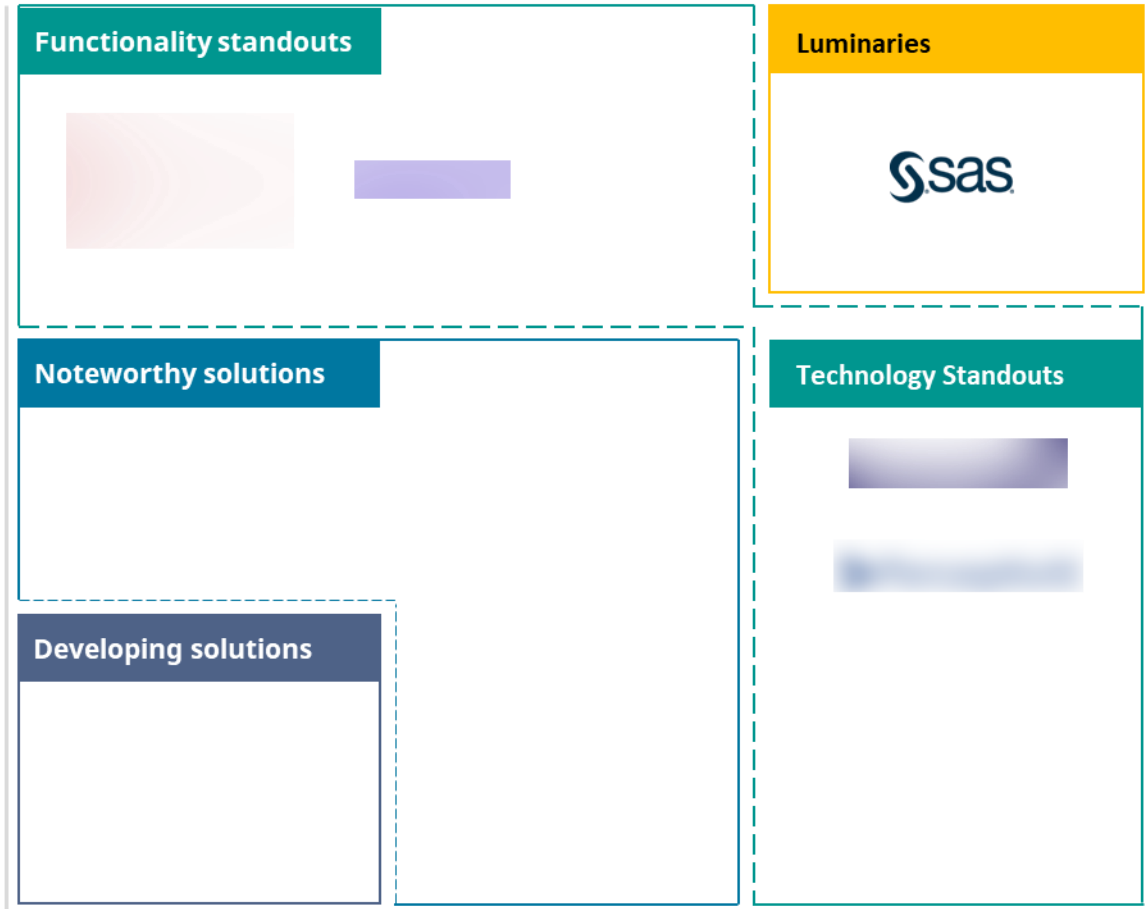 Functionality standouts
Luminaries
sas
Noteworthy solutions
Technology Standouts
Developing solutions